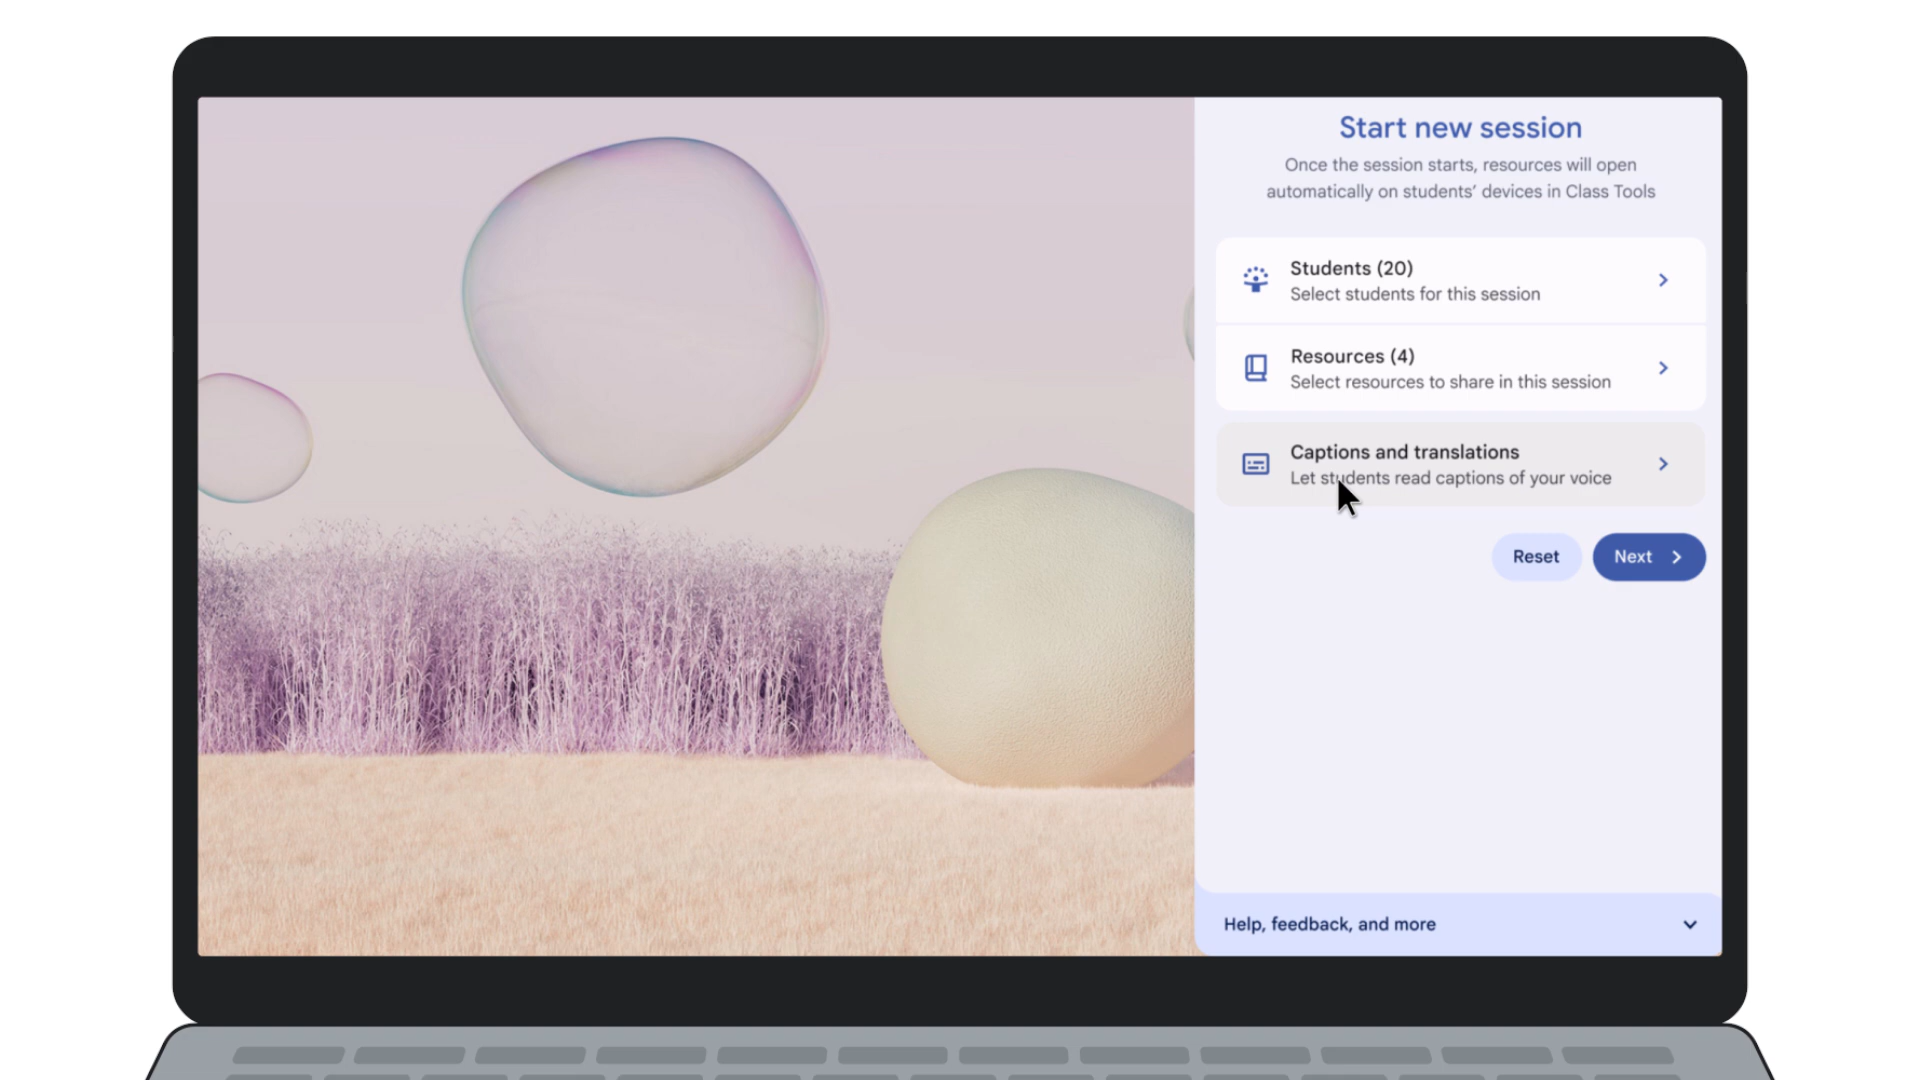 Start new session
Once the session starts, resources will open
automatically on students’ devices in Class Tools
Students (20)
Select students for this session
Resources (4)
Select resources to share in this session
Captions and translations
Let students read captions of your voice
Reset
Next
Help, feedback, and more